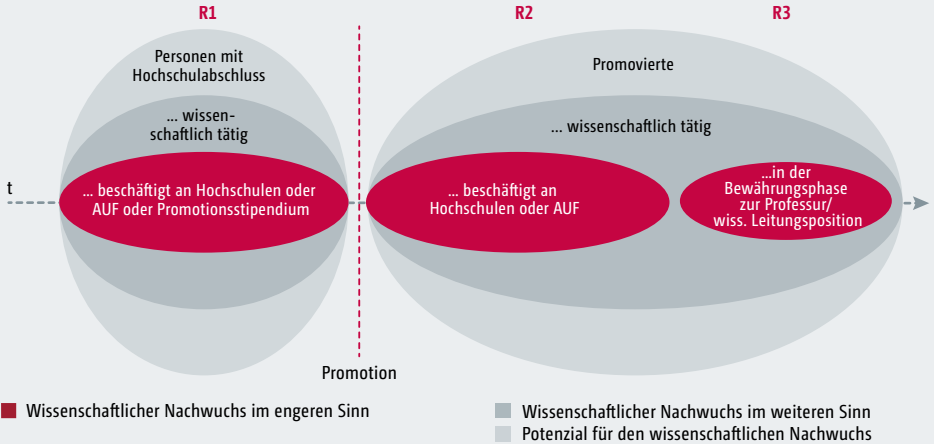 R1
R2
R3
Personen mit
Hochschulabschluss
Promovierte
... wissen-
schaftlich tätig
... wissenschaftlich tätig
t
... beschäftigt an Hochschulen oder
AUF oder Promotionsstipendium
... beschäftigt an
Hochschulen oder AUF
...in der
Bewährungsphase
zur Professur/
wiss. Leitungsposition
Promotion
Wissenschaftlicher Nachwuchs im engeren Sinn
Wissenschaftlicher Nachwuchs im weiteren Sinn
Potenzial für den wissenschaftlichen Nachwuchs